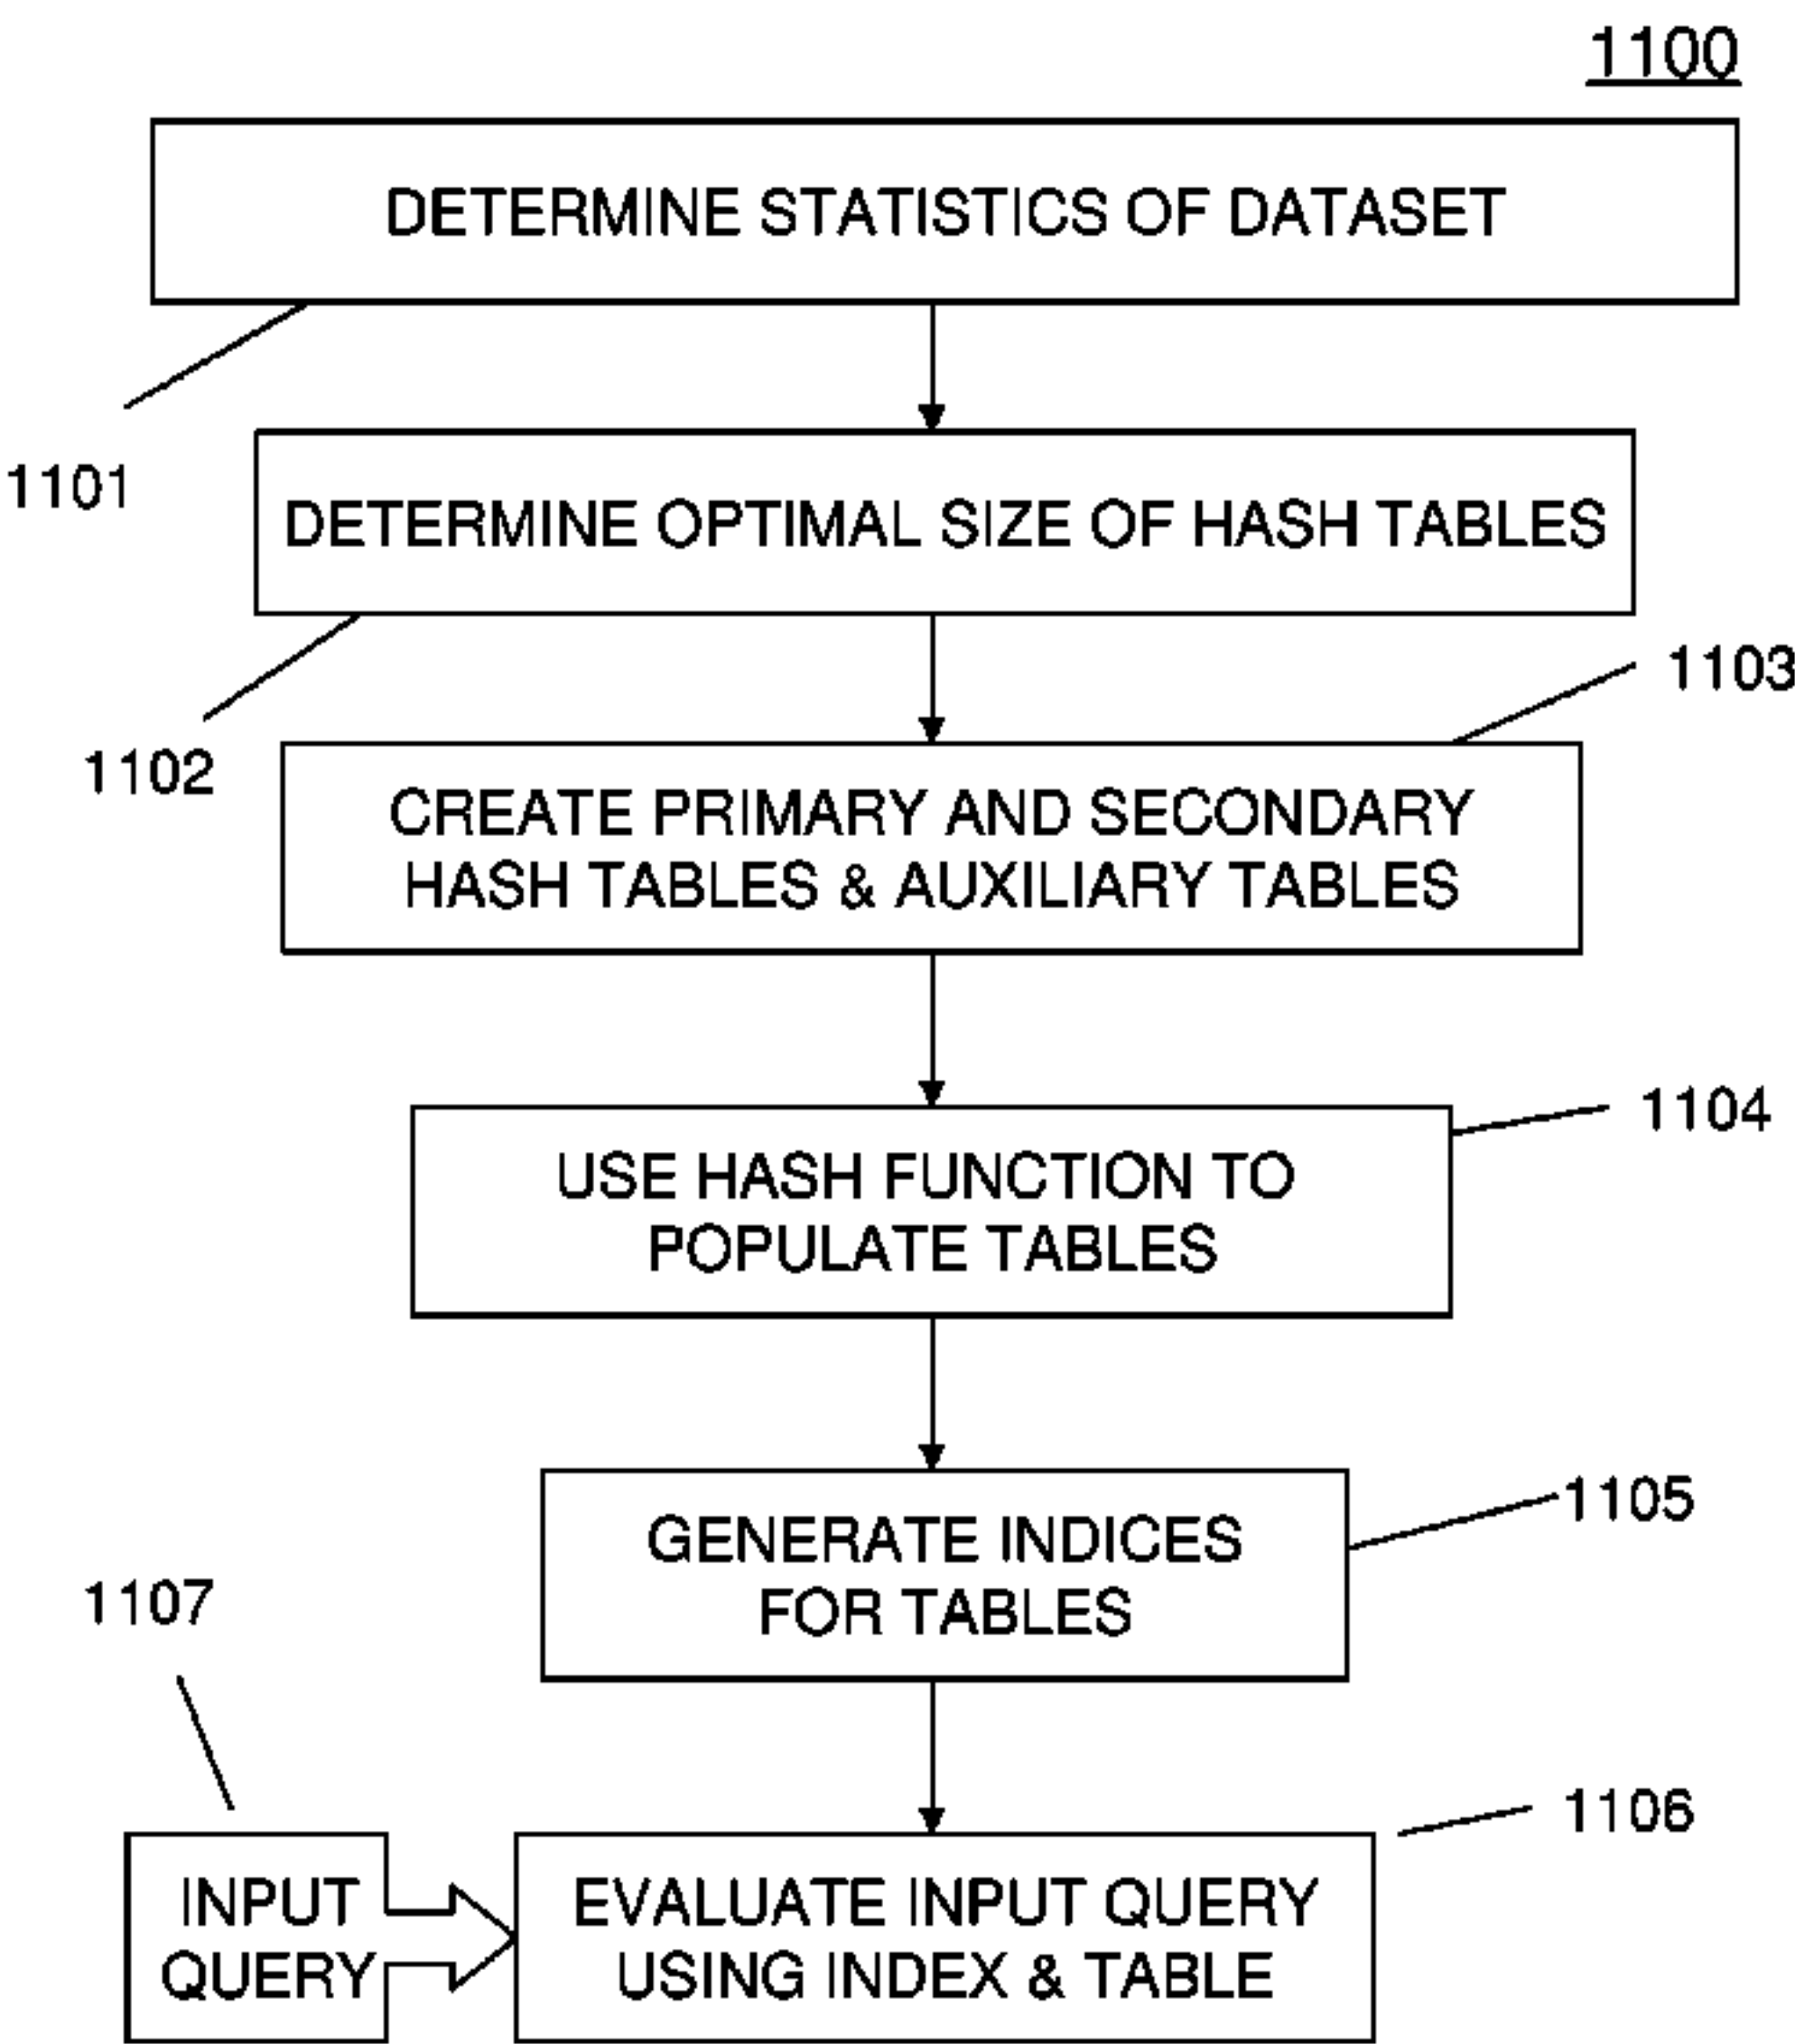 1100
DETERMINE STATISTICS OF DATASET
1101
DETERMINE OPTIMAL SIZE OF HASH TABLES
1102
1103
CREATE PRIMARY AND SECONDARY
HASH TABLES & AUXILIARY TABLES
1104
USE HASH FUNCTION TO
POPULATE TABLES
1105
GENERATE INDICES
FOR TABLES
1107
1106
INPUT
QUERY
EVALUATE INPUT QUERY
USING INDEX & TABLE